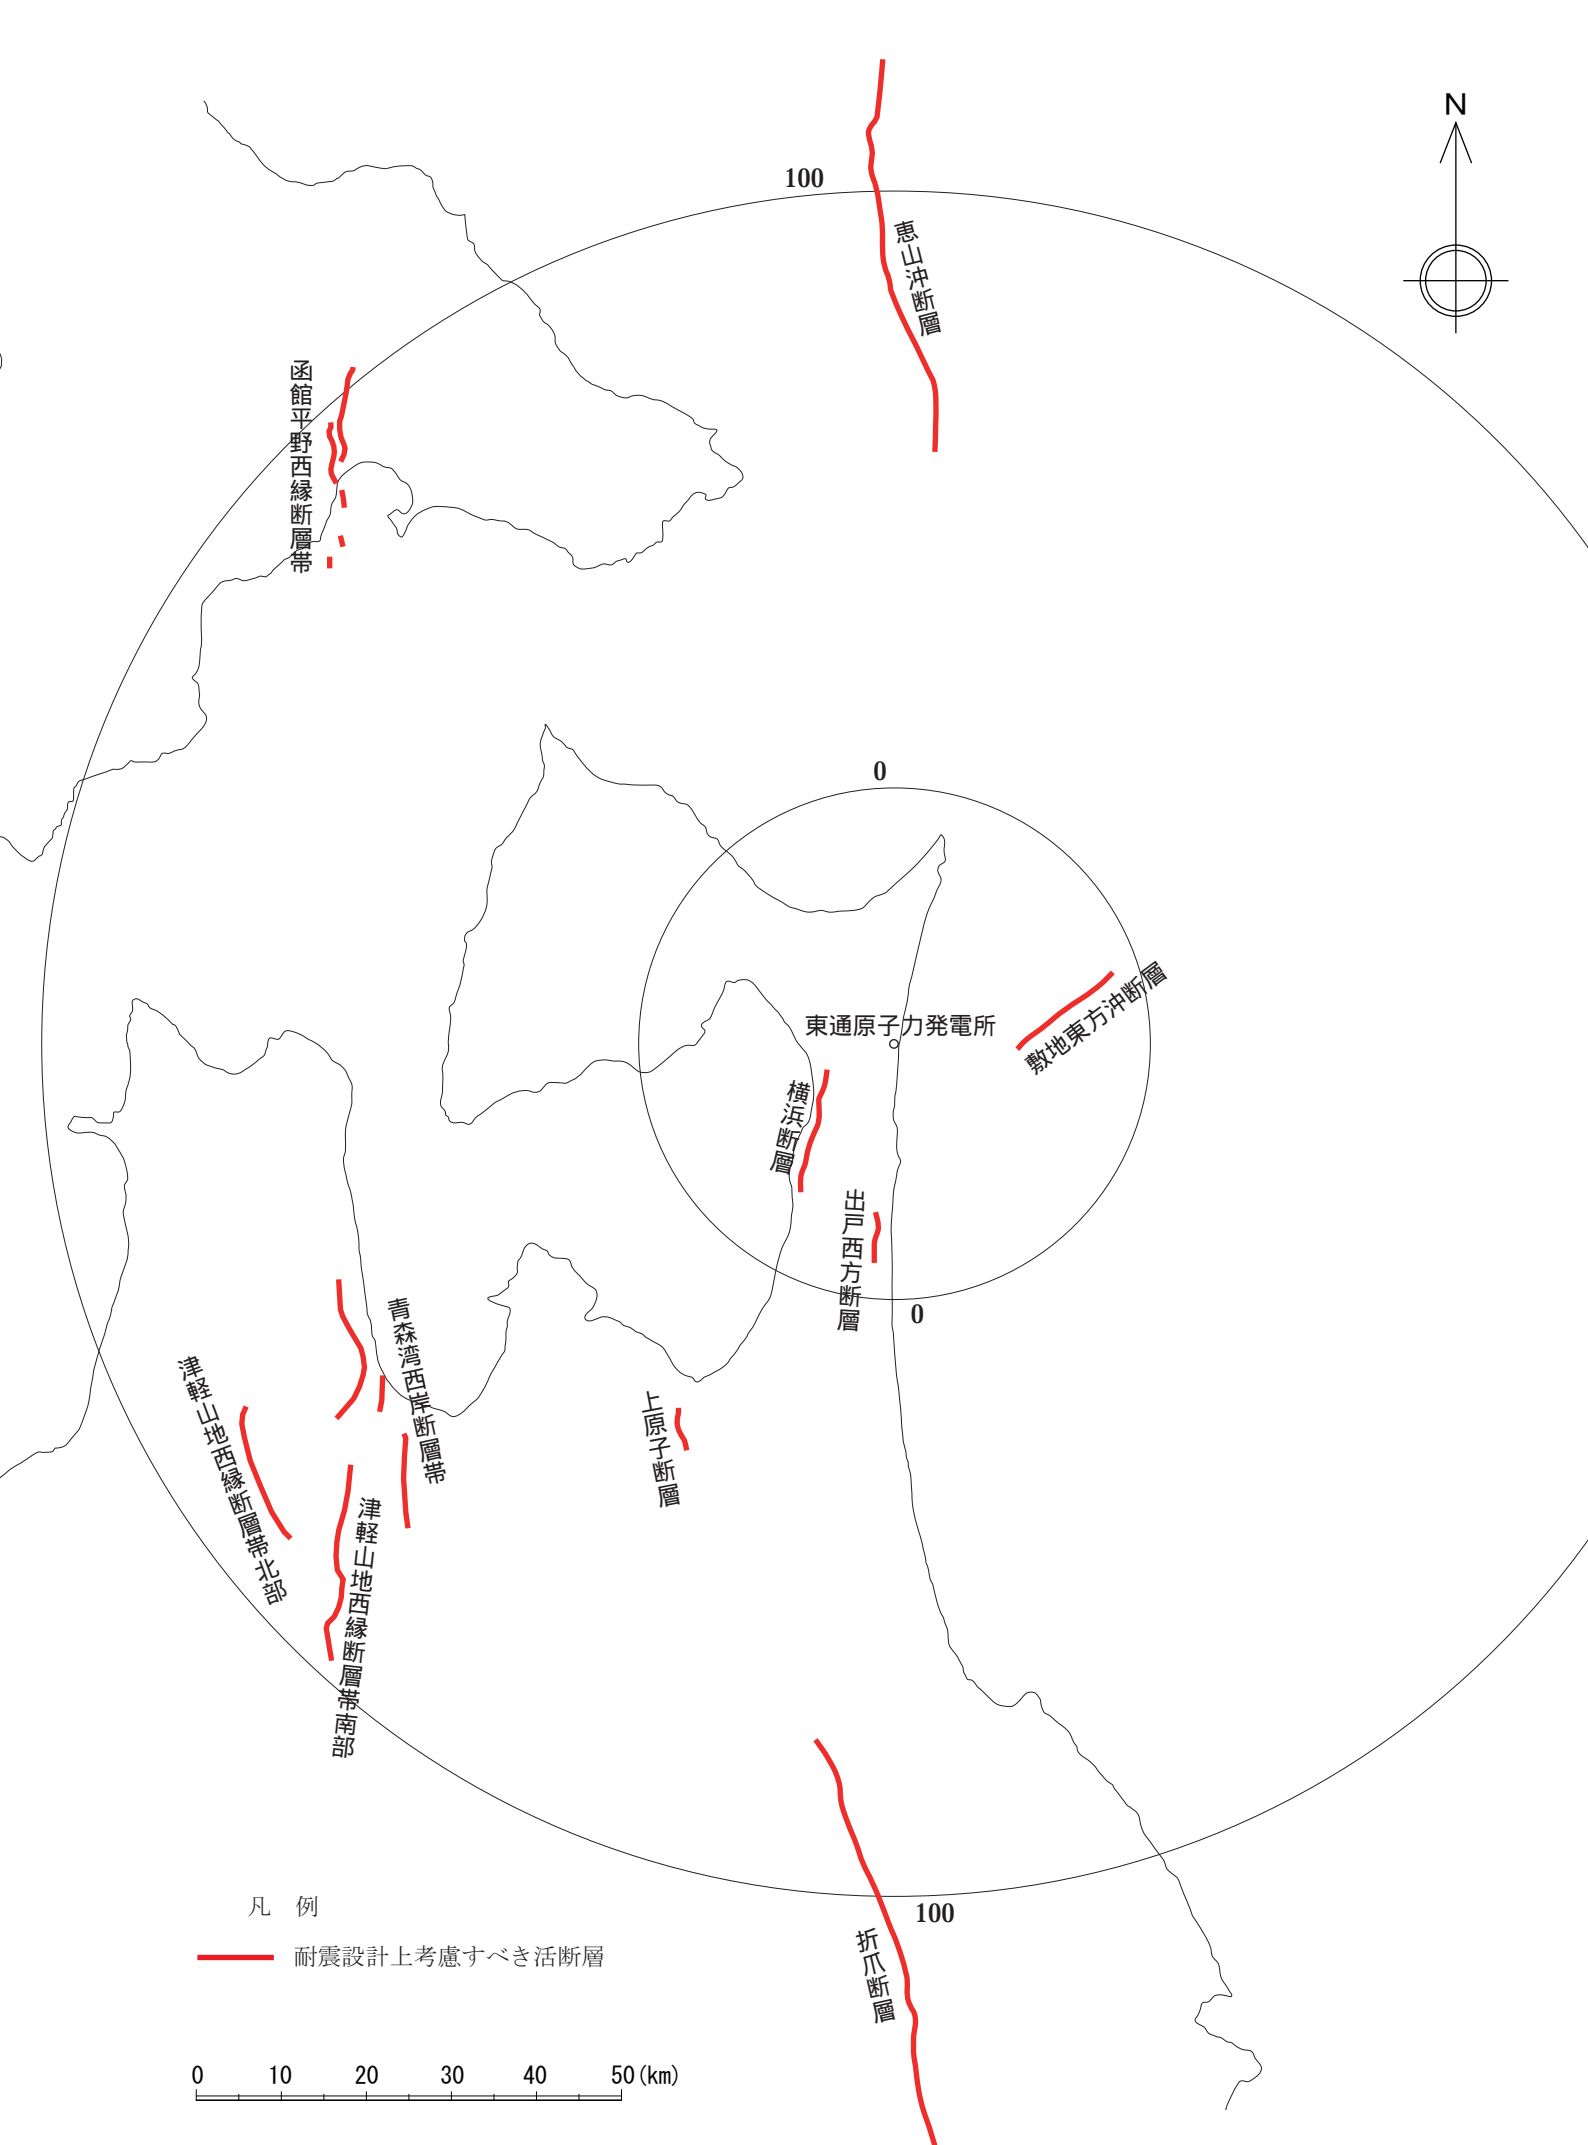 N
100
恵山沖断層
函館平野西縁断層帯
0
敷地東方沖断層
東通原子力発電所
横浜断層
出戸西方断層
0
青森湾西岸断層帯
津軽山地西縁断層帯北部
上原子断層
津軽山地西縁断層帯南部
100
折爪断層
凡 例
耐震設計上考慮すべき活断層
0 10 20 30 40 50(km)